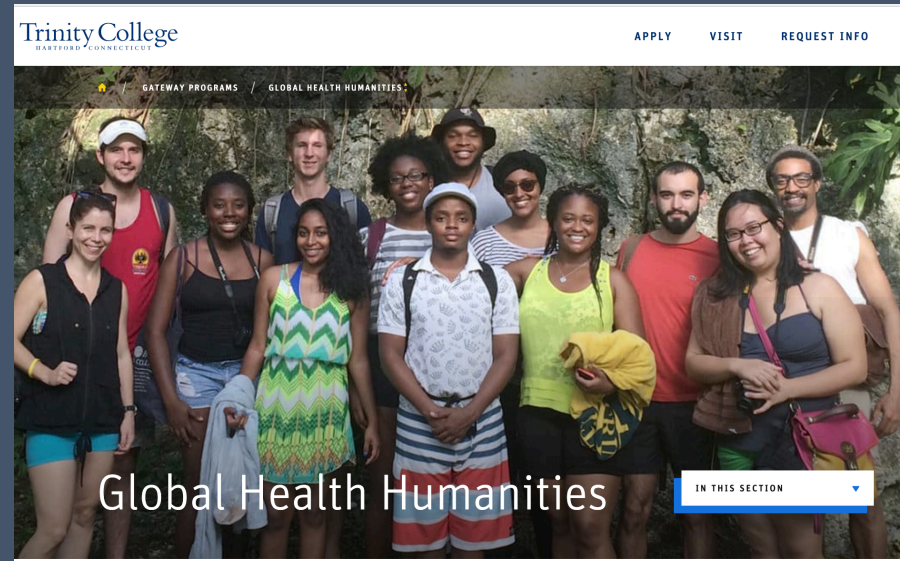 Trinity College
HARTFORD CONNECTICUT
APPLY VISIT REQUEST INFO
/ GATEWAY PROGRAMS / GLOBAL HEALTH HUMANITIES:
Global Health Humanities
IN THIS SECTION